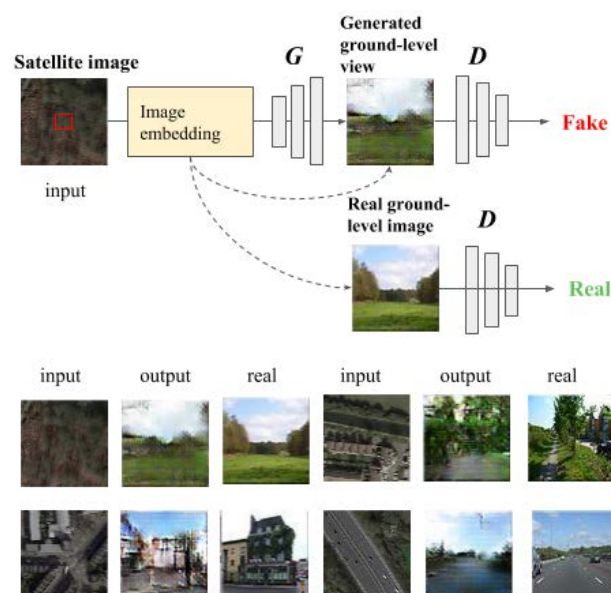 Generated
ground-level
view
G
D
Satellite image
Image
embedding
Fake
input
Real ground-
level image
D
Real
input output real input output real